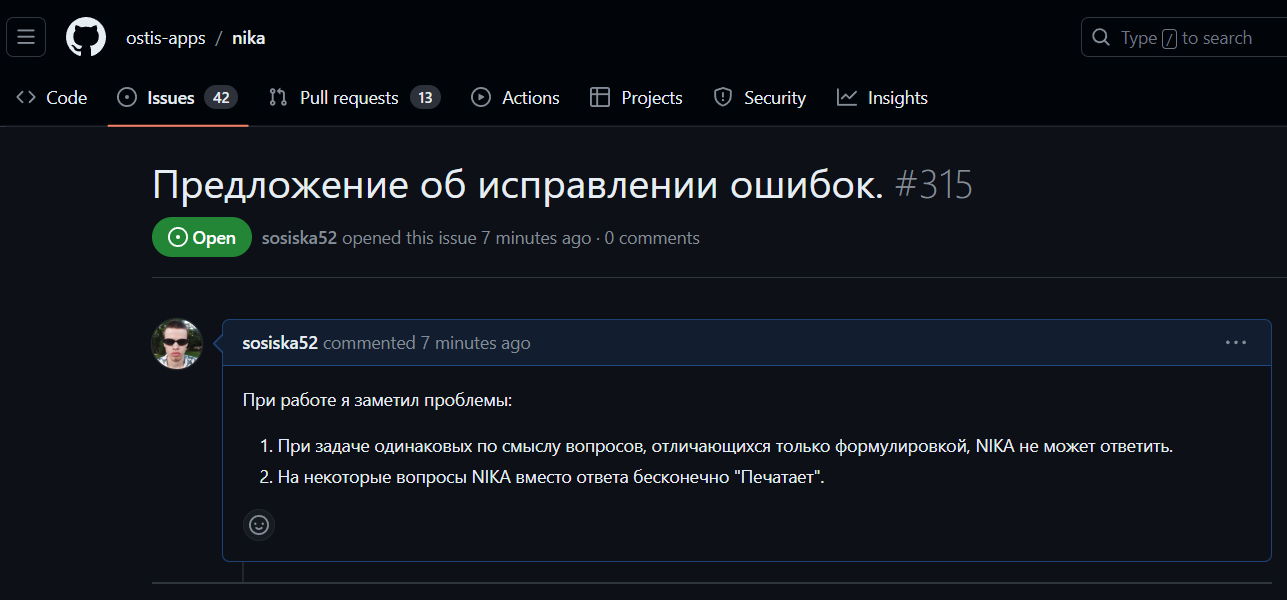 ostis-apps / nika
Type / to search
Code Issues 42 Pull requests 13 Actions Projects Security Insights
Предложение об исправлении ошибок. #315
Open sosiska52 opened this issue 7 minutes ago · 0 comments
sosiska52 commented 7 minutes ago
При работе я заметил проблемы:
1. При задаче одинаковых по смыслу вопросов, отличающихся только формулировкой, NIKA не может ответить.
2. На некоторые вопросы NIKA вместо ответа бесконечно "Печатает".